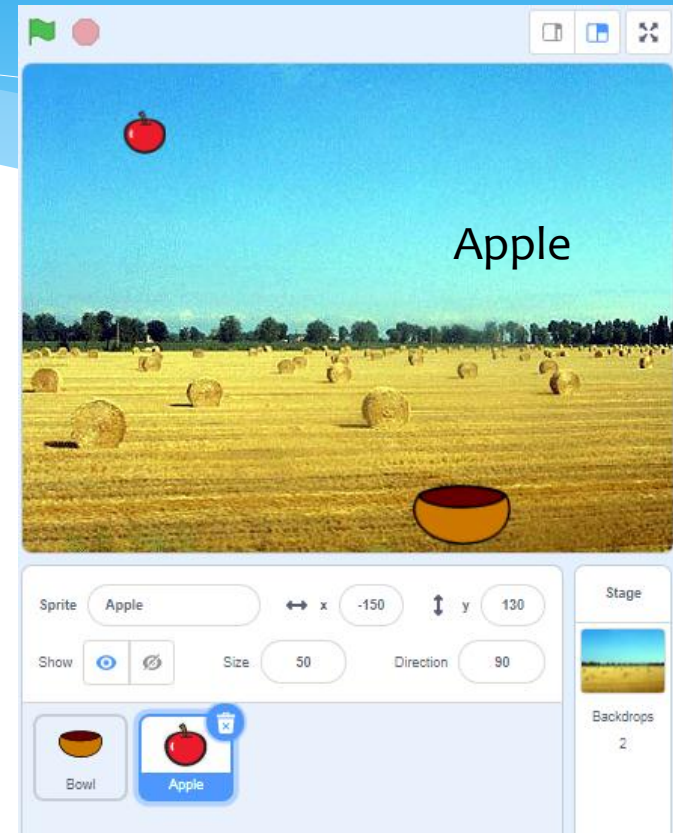 Apple
Sprite Apple x -150 y 130
Show Size 50 Direction 90
Bowl
Apple
Stage
Backdrops
2